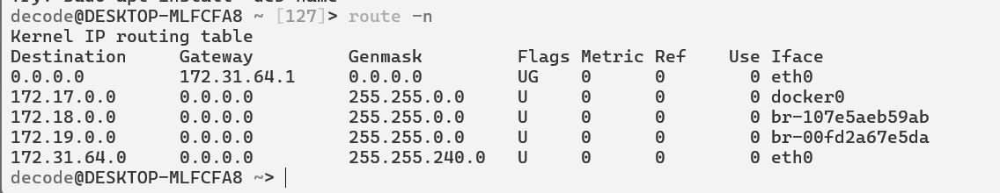 decode@DESKTOP-MLFCFA8 ~ [127]> route -n
Kernel IP routing table
Destination     Gateway         Genmask         Flags Metric Ref    Use Iface
0.0.0.0         172.31.64.1     0.0.0.0         UG    0      0        0 eth0
172.17.0.0      0.0.0.0         255.255.0.0     U     0      0        0 docker0
172.18.0.0      0.0.0.0         255.255.0.0     U     0      0        0 br-107e5aeb59ab
172.19.0.0      0.0.0.0         255.255.0.0     U     0      0        0 br-00fd2a67e5da
172.31.64.0     0.0.0.0         255.255.240.0   U     0      0        0 eth0
decode@DESKTOP-MLFCFA8 ~>